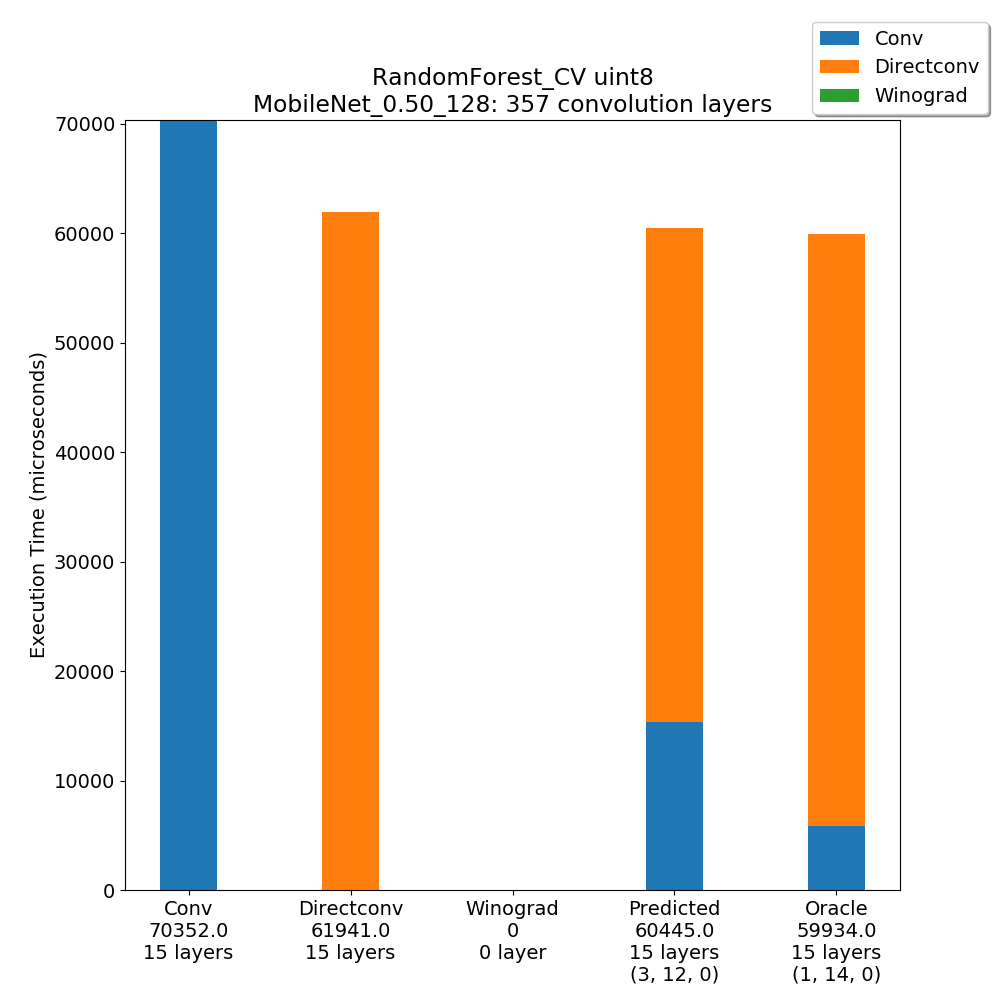 Conv
Directconv
Winograd
RandomForest_CV uint8
MobileNet_0.50_128: 357 convolution layers
Execution Time (microseconds)
70000
60000
50000
40000
30000
20000
10000
0
Conv
70352.0
15 layers
Directconv
61941.0
15 layers
Winograd
0
0 layer
Predicted
60445.0
15 layers
(3, 12, 0)
Oracle
59934.0
15 layers
(1, 14, 0)